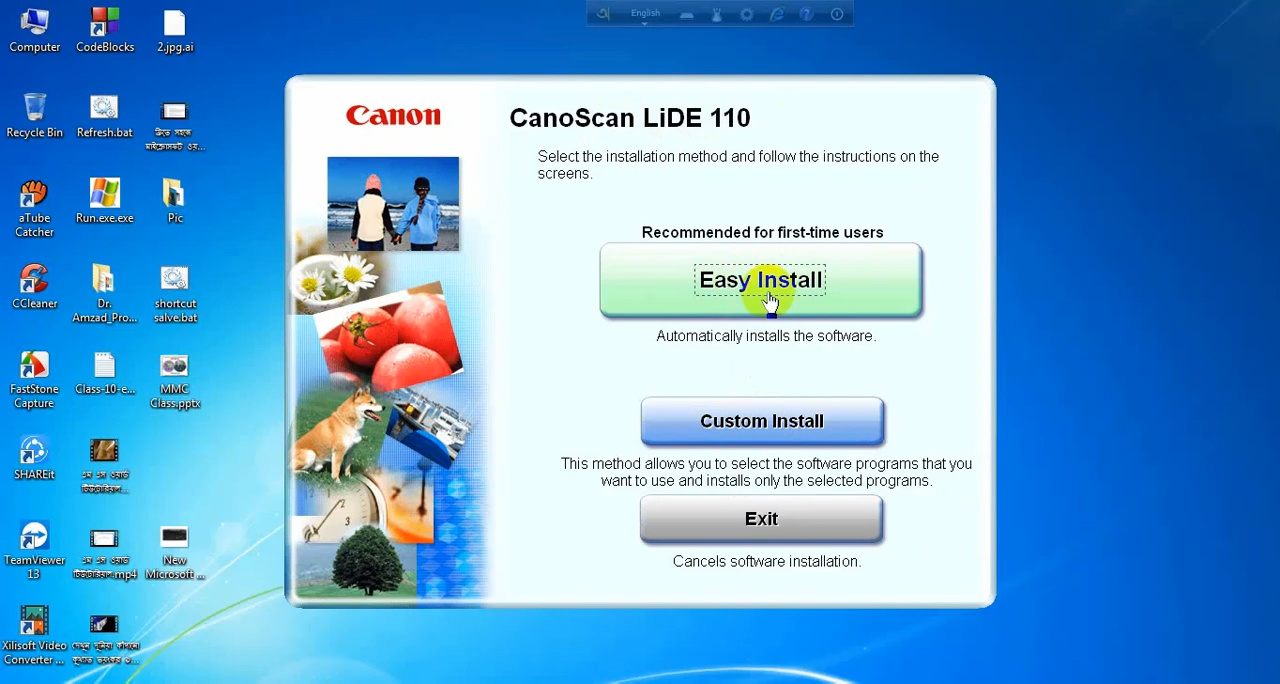 English
Computer
CodeBlocks
2.jpg.ai
Recycle Bin
Refresh.bat
aTube
Catcher
Run.exe.exe
Pic
CCleaner
Dr.
Amzad_Pro...
shortcut
salve.bat
FastStone
Capture
Class-10-e...
MMC
Class.pptx
SHAREit
TeamViewer
13
New
Microsoft ...
Xilisoft Video
Converter ...
Canon
CanoScan LiDE 110
Select the installation method and follow the instructions on the
screens.
Recommended for first-time users
Easy Install
Automatically installs the software.
Custom Install
This method allows you to select the software programs that you
want to use and installs only the selected programs.
Exit
Cancels software installation.